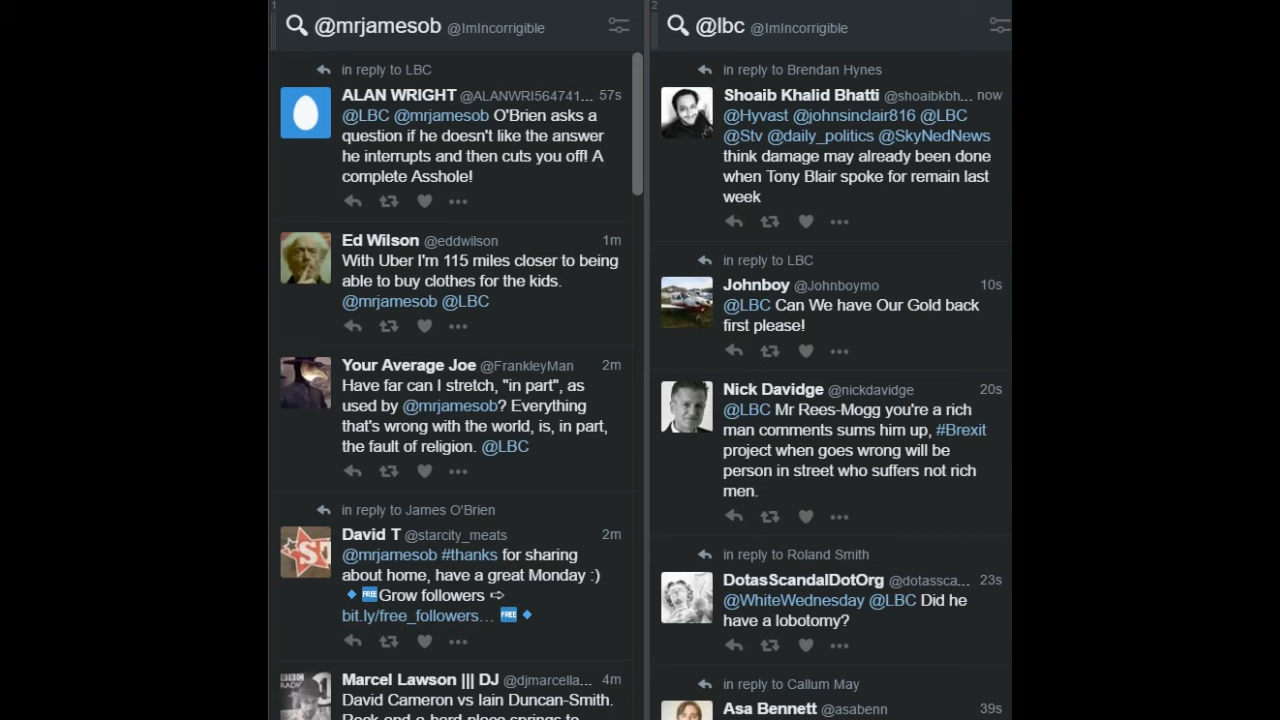 1
@mrjamesob @ImIncorrigible
in reply to LBC
ALAN WRIGHT @ALANWRI564741... 57s
@LBC @mrjamesob O'Brien asks a
question if he doesn't like the answer
he interrupts and then cuts you off! A
complete Asshole!
Ed Wilson @eddwilson 1m
With Uber I'm 115 miles closer to being
able to buy clothes for the kids.
@mrjamesob @LBC
Your Average Joe @FrankleyMan 2m
Have far can I stretch, "in part", as
used by @mrjamesob? Everything
that's wrong with the world, is, in part,
the fault of religion. @LBC
in reply to James O'Brien
David T @starcity_meats 2m
@mrjamesob #thanks for sharing
about home, have a great Monday :)
🔹🆓Grow followers ➪
bit.ly/free_followers… 🆓🔹
BBC
RADIO
Marcel Lawson ||| DJ @djmarcella... 4m
David Cameron vs Iain Duncan-Smith.
Rock and a hard place springs to
2
@lbc @ImIncorrigible
in reply to Brendan Hynes
Shoaib Khalid Bhatti @shoaibkbh... now
@Hyvast @johnsinclair816 @LBC
@Stv @daily_politics @SkyNedNews
think damage may already been done
when Tony Blair spoke for remain last
week
in reply to LBC
Johnboy @Johnboymo 10s
@LBC Can We have Our Gold back
first please!
Nick Davidge @nickdavidge 20s
@LBC Mr Rees-Mogg you're a rich
man comments sums him up, #Brexit
project when goes wrong will be
person in street who suffers not rich
men.
in reply to Roland Smith
DotasScandalDotOrg @dotassca... 23s
@WhiteWednesday @LBC Did he
have a lobotomy?
in reply to Callum May
Asa Bennett @asabenn 39s